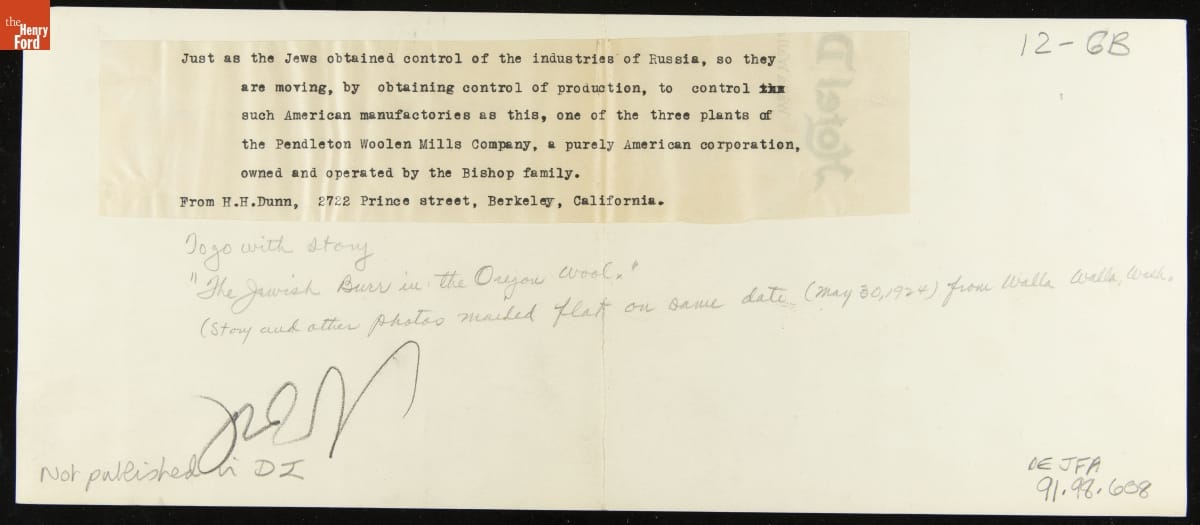 the
Henry
Ford
12-GB
Just as the Jews obtained control of the industries of Russia, so they
are moving, by obtaining control of production, to control
such American manufactories as this, one of the three plants of
the Pendleton Woolen Mills Company, a purely American corporation,
owned and operated by the Bishop family.
From H.H.Dunn, 2722 Prince street, Berkeley, California.
Hotel D
To go with story
"The Jewish Burr in the Oregon Wool."
(Story and other photos mailed flat on same date (May 30, 1924) from Walla Walla, Wash.
Not published in DI
DE JFA
91.98.608